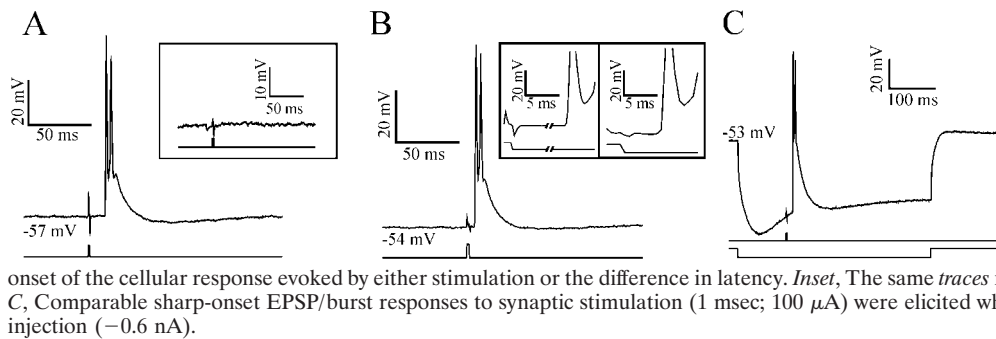 A
20 mV
50 ms
10 mV
50 ms
-57 mV
B
20 mV
50 ms
20 mV
5 ms
20 mV
5 ms
-54 mV
C
20 mV
100 ms
-53 mV
onset of the cellular response evoked by either stimulation or the difference in latency. Inset, The same traces
C, Comparable sharp-onset EPSP/burst responses to synaptic stimulation (1 msec; 100 μA) were elicited
injection (−0.6 nA).